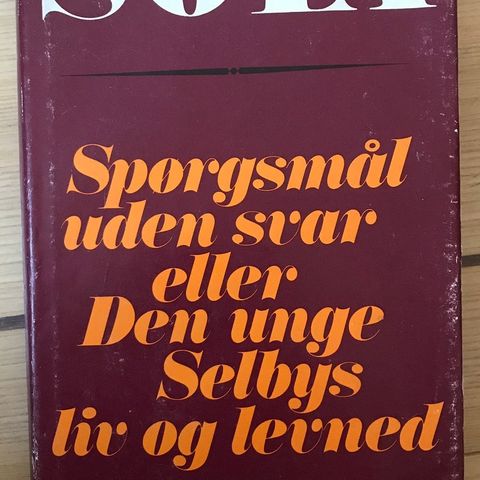 Spørgsmål
uden svar
eller
Den unge
Selbys
liv og levned